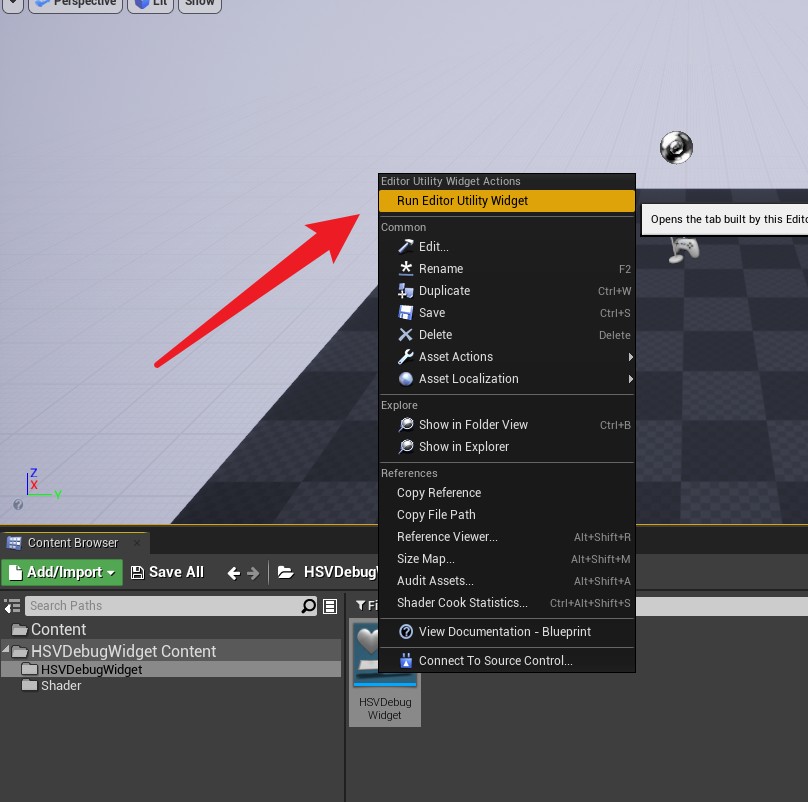 Perspective
Lit
Show
Editor Utility Widget Actions
Run Editor Utility Widget
Opens the tab built by this Edito
Common
Edit...
Rename F2
Duplicate Ctrl+W
Save Ctrl+S
Delete Delete
Asset Actions
Asset Localization
Explore
Show in Folder View Ctrl+B
Show in Explorer
References
Copy Reference
Copy File Path
Reference Viewer... Alt+Shift+R
Size Map... Alt+Shift+M
Audit Assets... Alt+Shift+A
Shader Cook Statistics... Ctrl+Alt+Shift+S
View Documentation - Blueprint
Connect To Source Control...
Z
X
Y
Content Browser
Add/Import
Save All
HSVDebugW
Search Paths
Fi
Content
HSVDebugWidget Content
HSVDebugWidget
Shader
HSVDebug
Widget